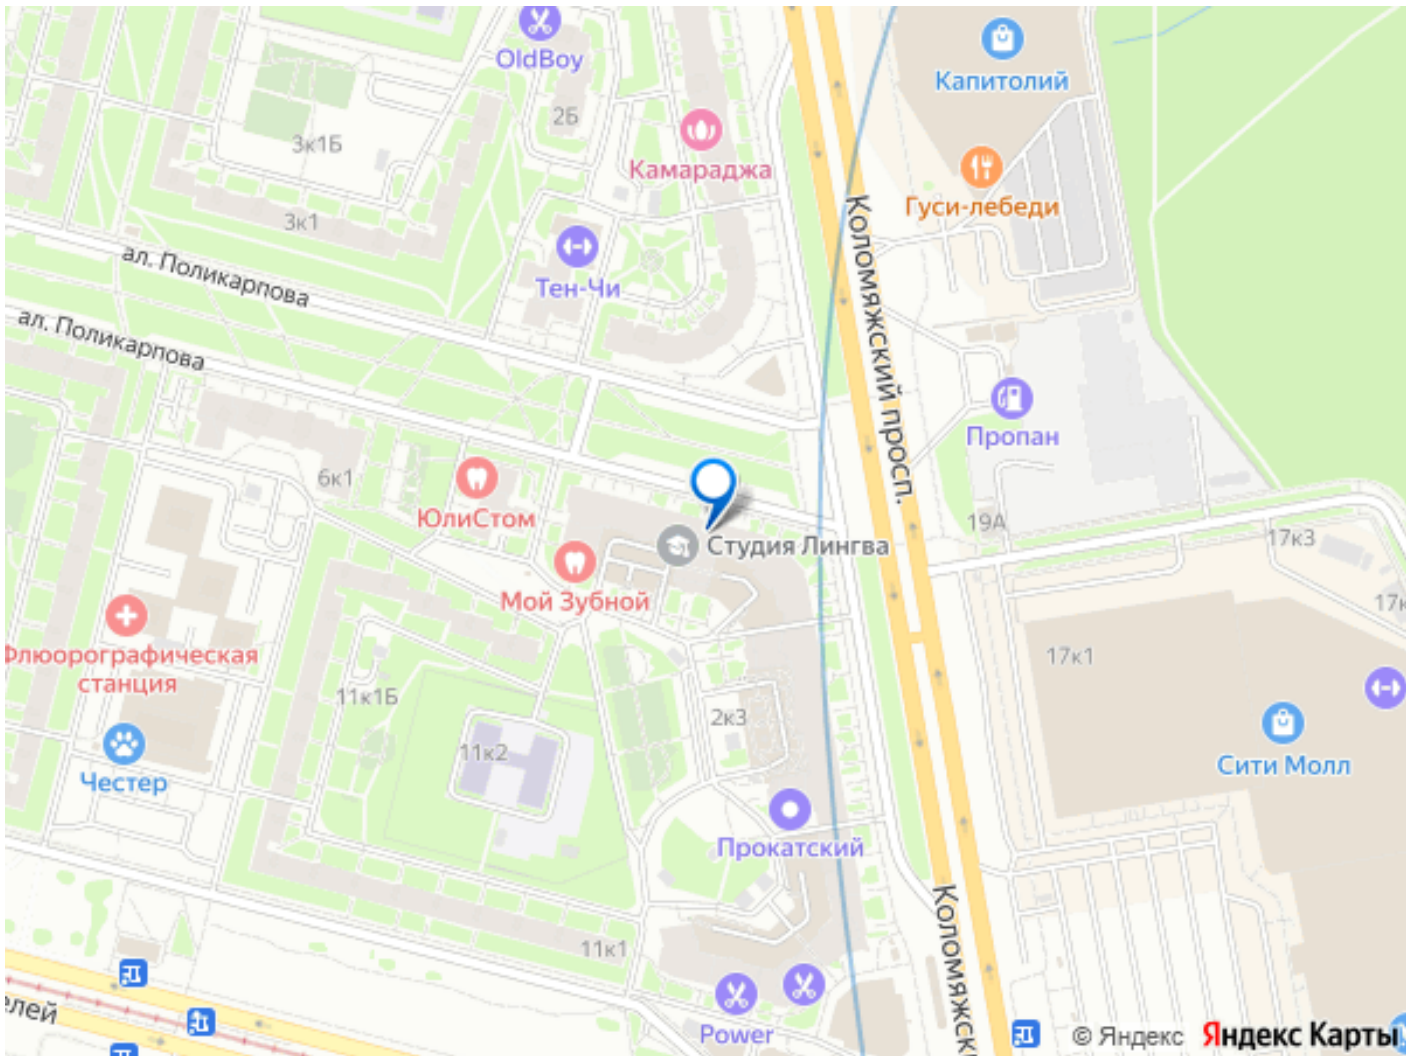 OldBoy
Капитолий
2Б
3к1Б
Камараджа
Гуси-лебеди
3к1
ал. Поликарпова
Тен-Чи
Коломяжский просп.
ал. Поликарпова
Пропан
6к1
ЮлиСтом
19А
17к3
Студия Лингва
Мой Зубной
17к
Флюорографическая
станция
17к1
11к1Б
2к3
11к2
Сити Молл
Честер
Прокатский
Коломяжск
11к1
елей
Power
© Яндекс
Яндекс Карты